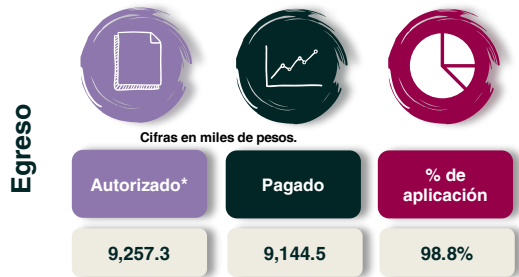 Egreso
Cifras en miles de pesos.
Autorizado*
Pagado
% de
aplicación
9,257.3
9,144.5
98.8%